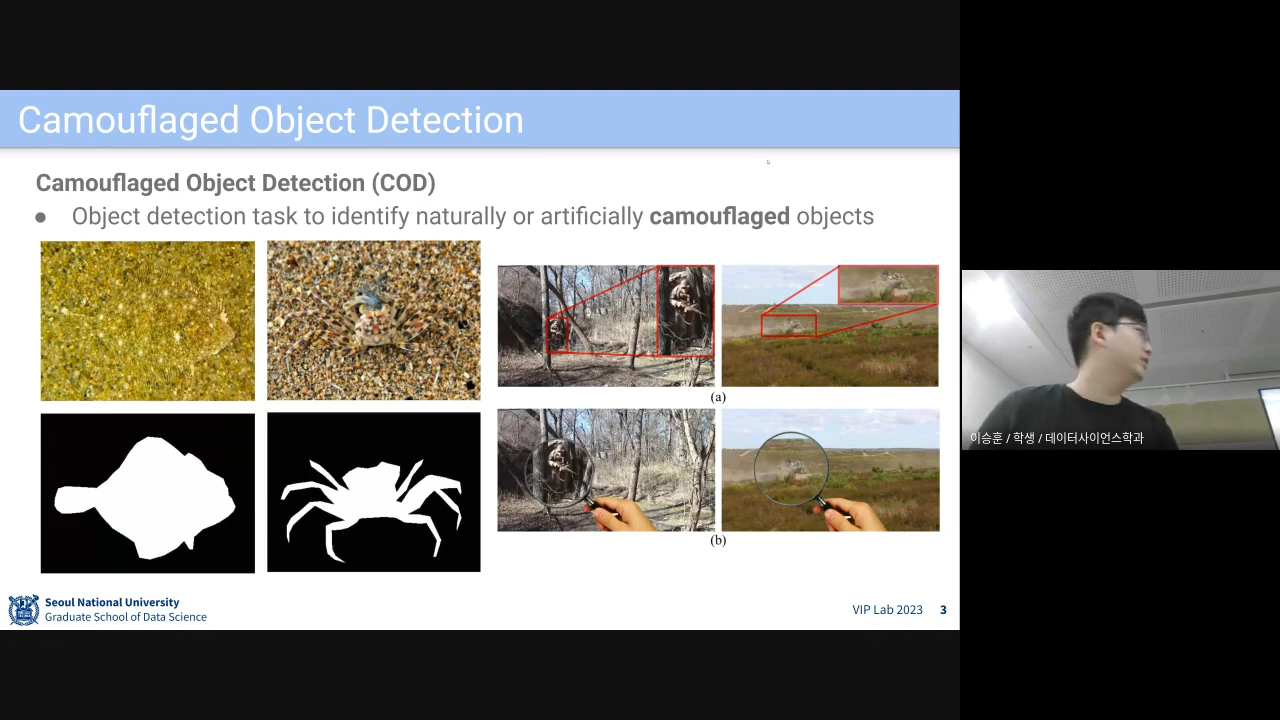 Camouflaged Object Detection
Camouflaged Object Detection (COD)
● Object detection task to identify naturally or artificially camouflaged objects
(a)
(b)
Seoul National University
Graduate School of Data Science
VIP Lab 2023 3
이승훈 / 학생 / 데이터사이언스학과